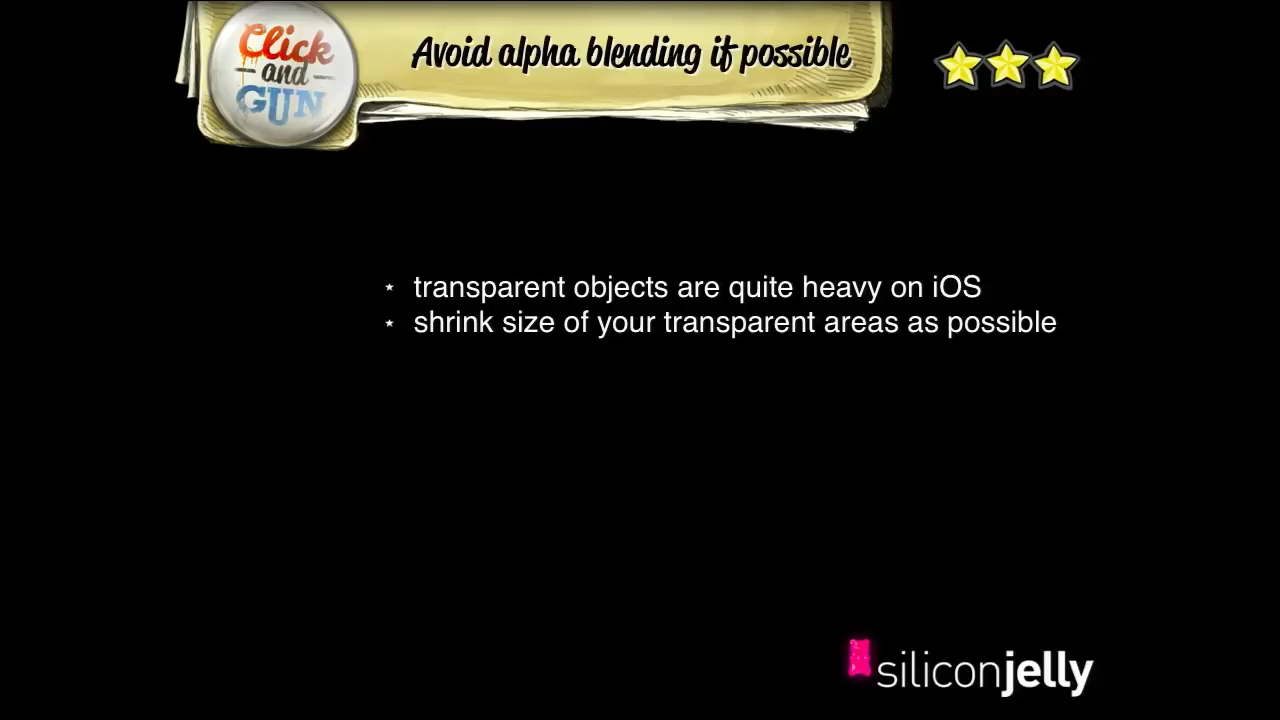 Click
and
GUN
Avoid alpha blending if possible
transparent objects are quite heavy on iOS
shrink size of your transparent areas as possible
siliconjelly